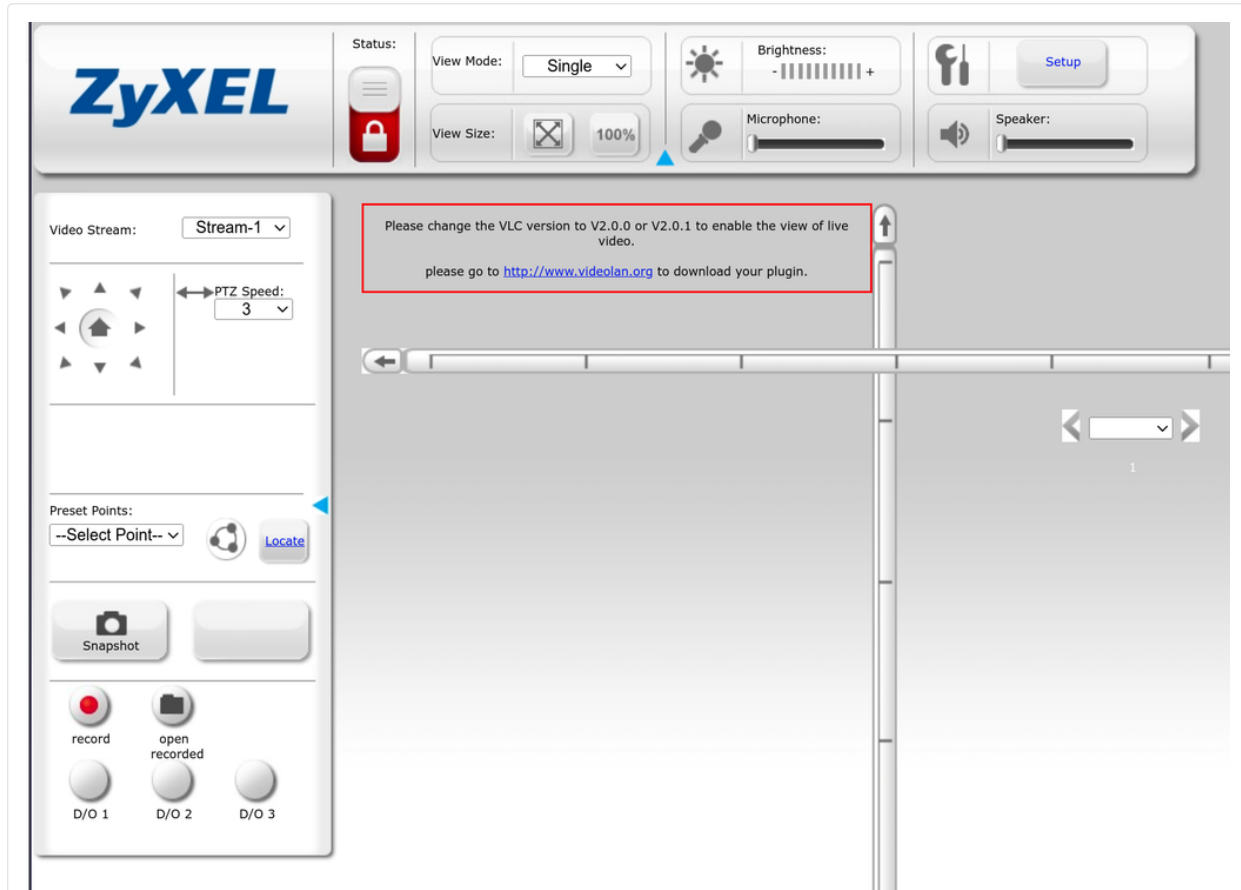 ZyXEL
Status:
View Mode:
Single
View Size:
100%
Brightness:
- +
Microphone:
Setup
Speaker:
Video Stream:
Stream-1
PTZ Speed:
3
Preset Points:
--Select Point--
Locate
Snapshot
record
open
recorded
D/O 1
D/O 2
D/O 3
Please change the VLC version to V2.0.0 or V2.0.1 to enable the view of live
video.
please go to http://www.videolan.org to download your plugin.
1